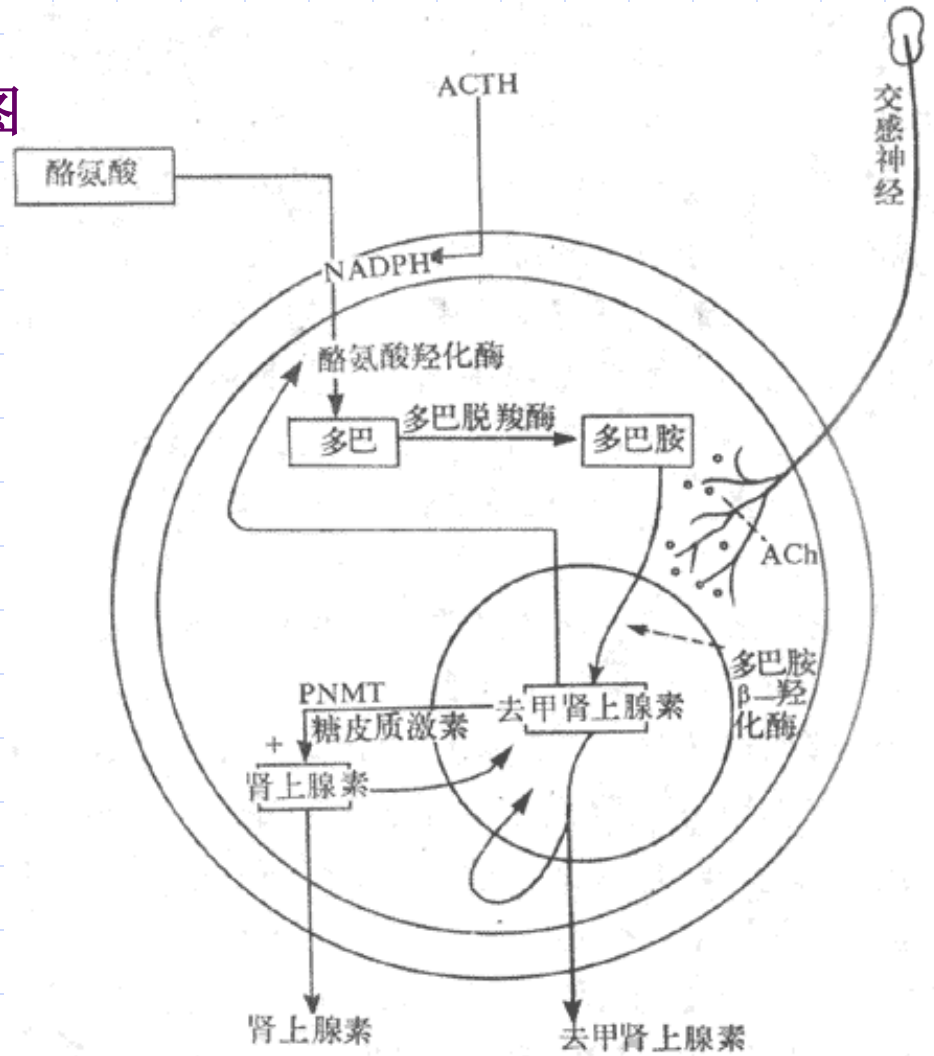 图
ACTH
交感神经
酪氨酸
NADPH
酪氨酸羟化酶
多巴
多巴脱羧酶
多巴胺
ACh
多巴胺
β—羟
化酶
PNMT
去甲肾上腺素
糖皮质激素
+
肾上腺素
肾上腺素
去甲肾上腺素